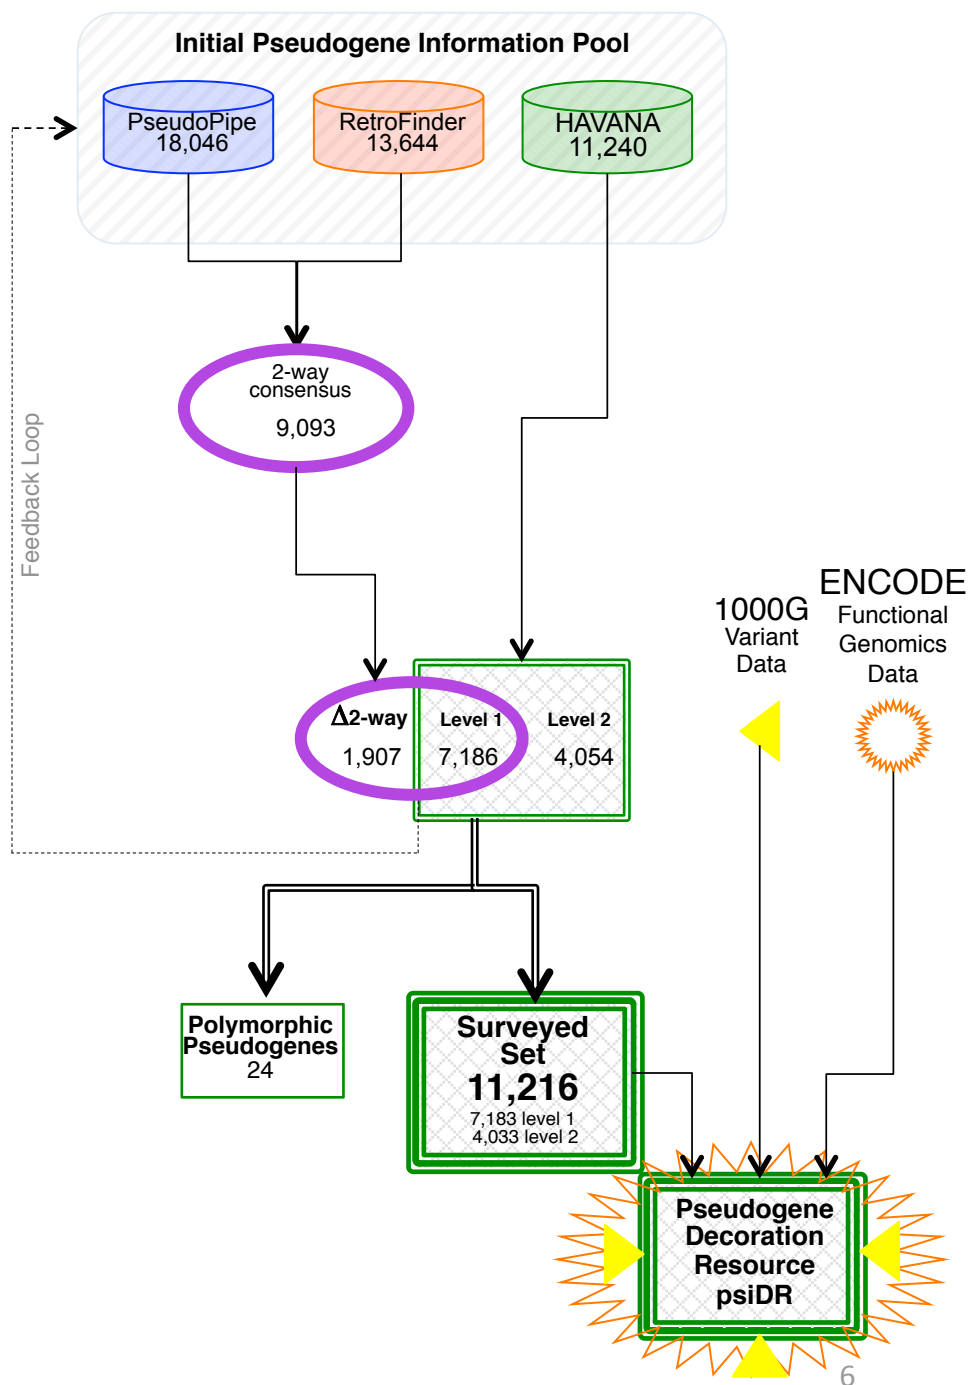 Initial Pseudogene Information Pool
PseudoPipe
18,046
RetroFinder
13,644
HAVANA
11,240
2-way
consensus
9,093
Feedback Loop
1000G
Variant
Data
ENCODE
Functional
Genomics
Data
Δ2-way
1,907
Level 1
7,186
Level 2
4,054
Polymorphic
Pseudogenes
24
Surveyed
Set
11,216
7,183 level 1
4,033 level 2
Pseudogene
Decoration
Resource
psiDR
6